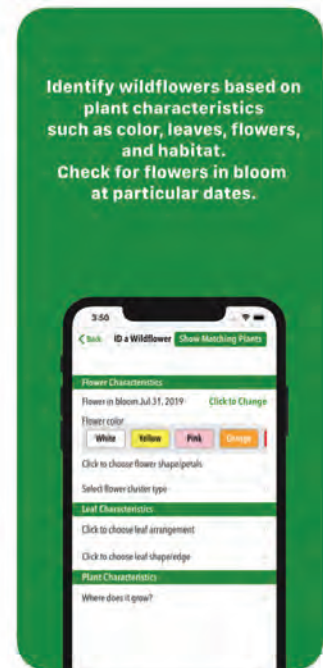 Identify wildflowers based on
plant characteristics
such as color, leaves, flowers,
and habitat.
Check for flowers in bloom
at particular dates.
3:50
Back ID a Wildflower Show Matching Plants
Flower Characteristics
Flower in bloom Jul 31, 2019 Click to Change
Flower color
White Yellow Pink Orange
Click to choose flower shape/petals
Select flower cluster type
Leaf Characteristics
Click to choose leaf arrangement
Click to choose leaf shape/edge
Plant Characteristics
Where does it grow?